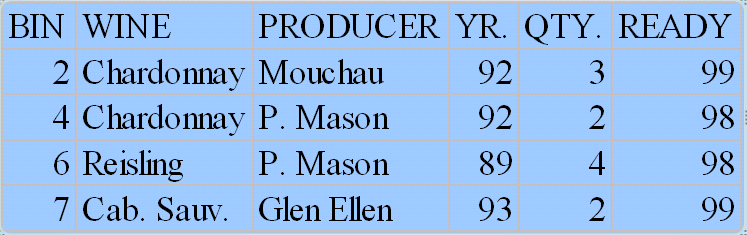 BIN WINE PRODUCER YR. QTY. READY
2 Chardonnay Mouchau 92 3 99
4 Chardonnay P. Mason 92 2 98
6 Reisling P. Mason 89 4 98
7 Cab. Sauv. Glen Ellen 93 2 99